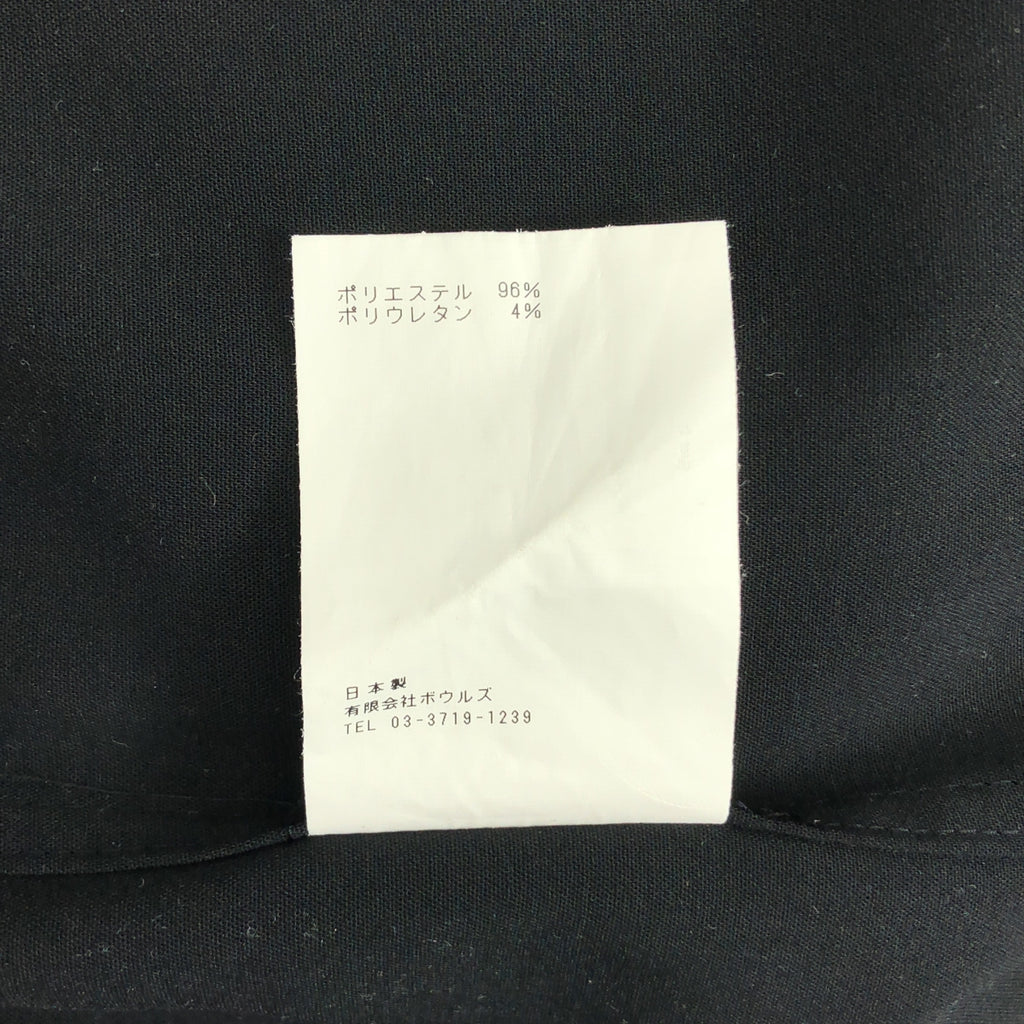 ポリエステル 96%
ポリウレタン 4%
日本製
有限会社ボウルズ
TEL 03-3719-1239